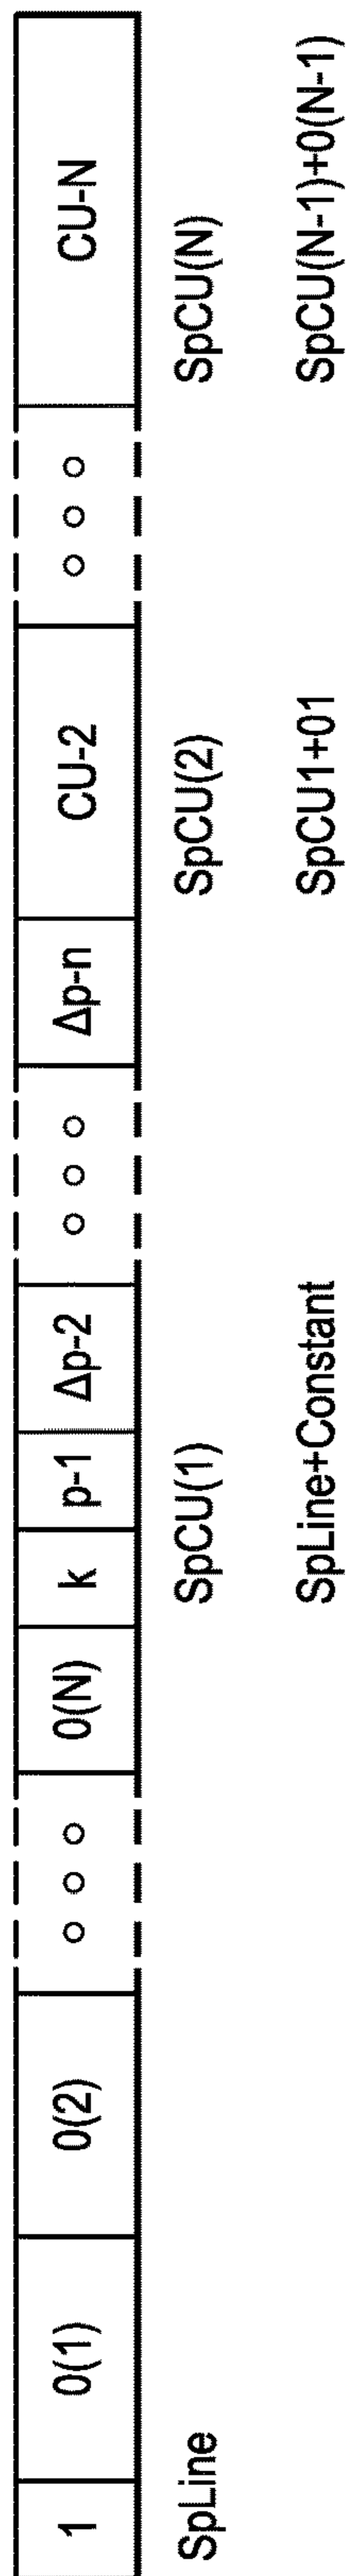 1 0(1) 0(2) ○ ○ ○ 0(N) k p-1 Δp-2 ○ ○ ○ Δp-n CU-2 ○ ○ ○ CU-N
SpLine SpCU(1) SpCU(2) SpCU(N)
SpLine+Constant SpCU1+01 SpCU(N-1)+0(N-1)